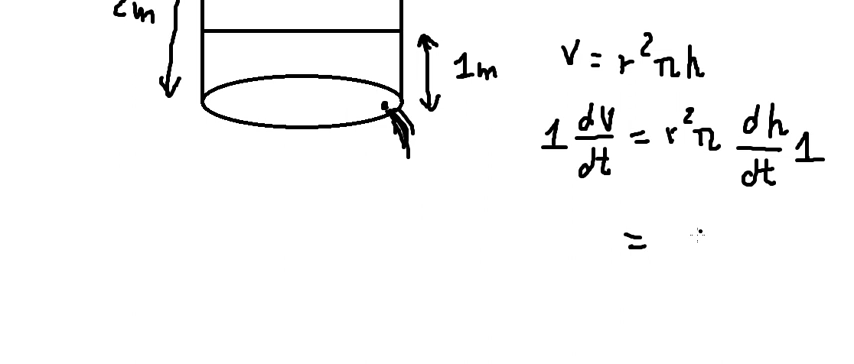 2m
1m
V = r²πh
1 dV/dt = r²π dh/dt 1
=